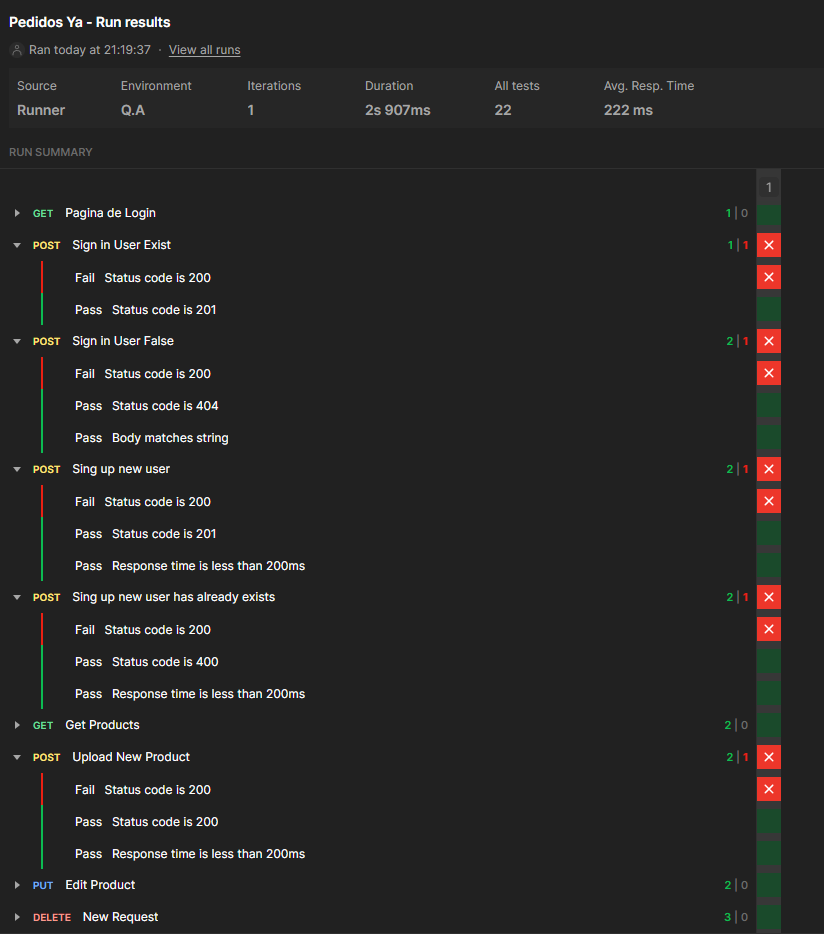 Pedidos Ya - Run results
Ran today at 21:19:37 · View all runs
Source Environment Iterations Duration All tests Avg. Resp. Time
Runner Q.A 1 2s 907ms 22 222 ms
RUN SUMMARY
1
GET Pagina de Login 1 | 0
POST Sign in User Exist 1 | 1
Fail Status code is 200
Pass Status code is 201
POST Sign in User False 2 | 1
Fail Status code is 200
Pass Status code is 404
Pass Body matches string
POST Sing up new user 2 | 1
Fail Status code is 200
Pass Status code is 201
Pass Response time is less than 200ms
POST Sing up new user has already exists 2 | 1
Fail Status code is 200
Pass Status code is 400
Pass Response time is less than 200ms
GET Get Products 2 | 0
POST Upload New Product 2 | 1
Fail Status code is 200
Pass Status code is 200
Pass Response time is less than 200ms
PUT Edit Product 2 | 0
DELETE New Request 3 | 0